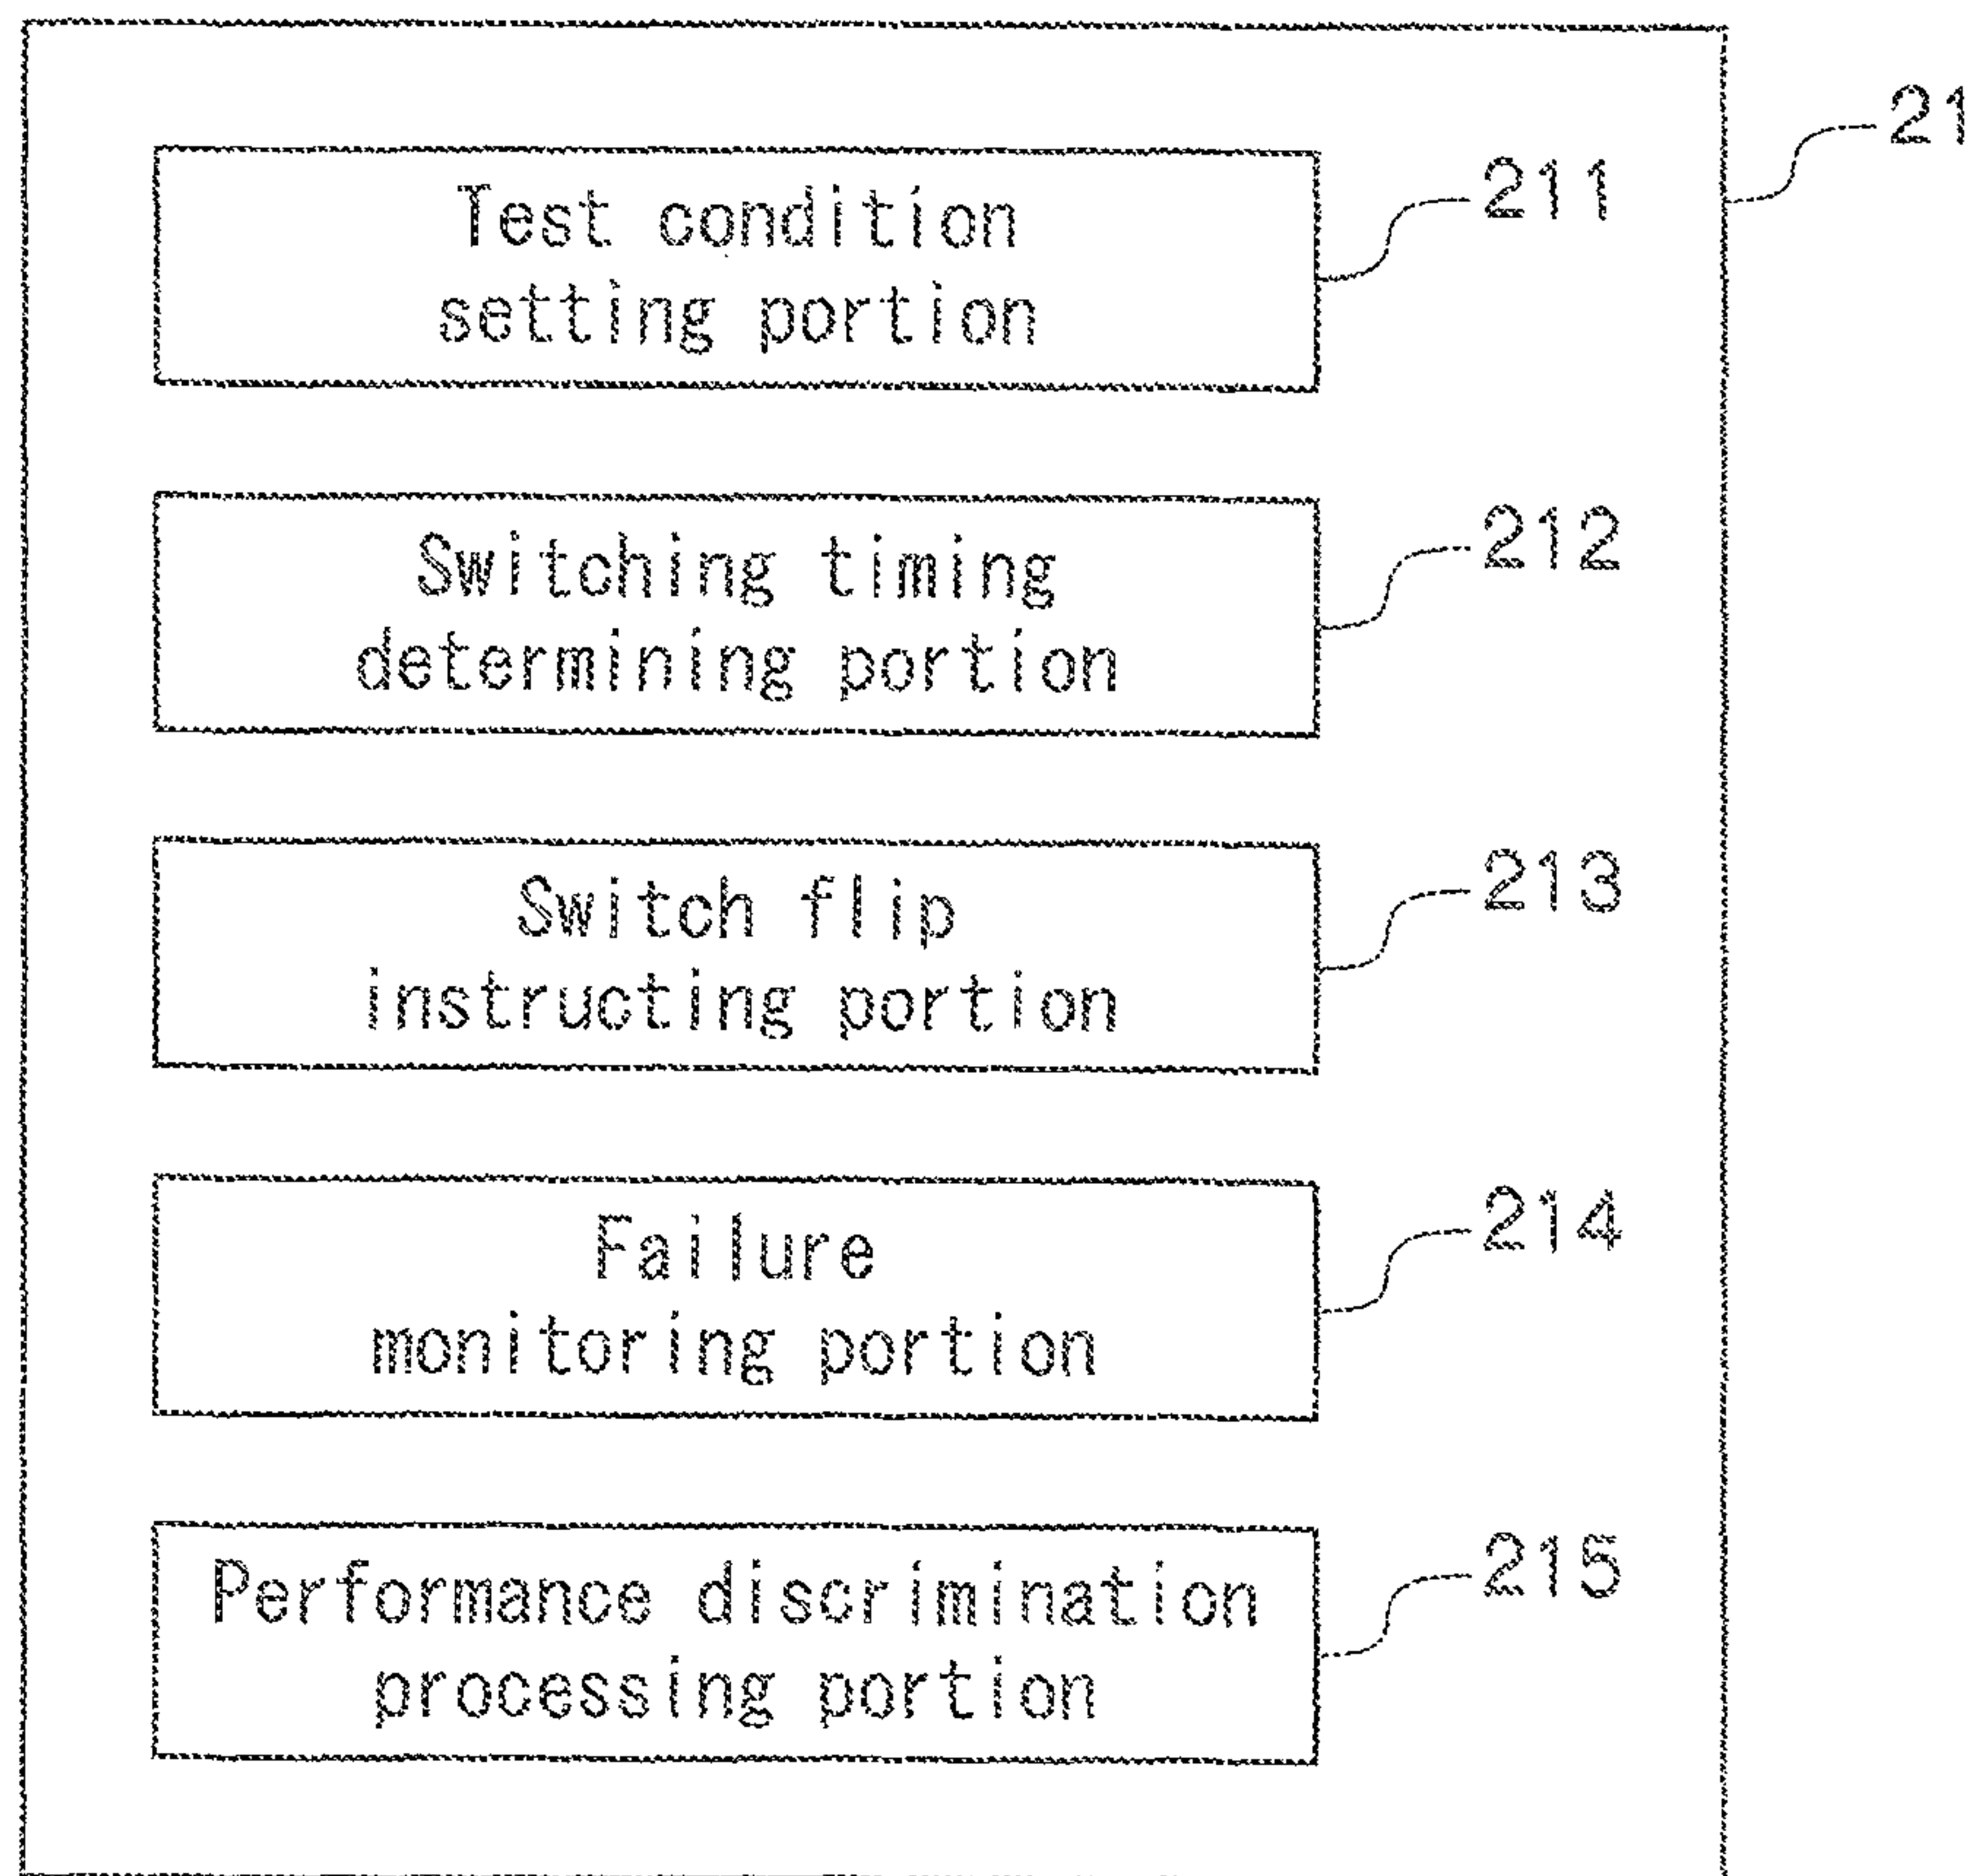 21
Test condition
setting portion
211
Switching timing
determining portion
212
Switch flip
instructing portion
213
Failure
monitoring portion
214
Performance discrimination
processing portion
215